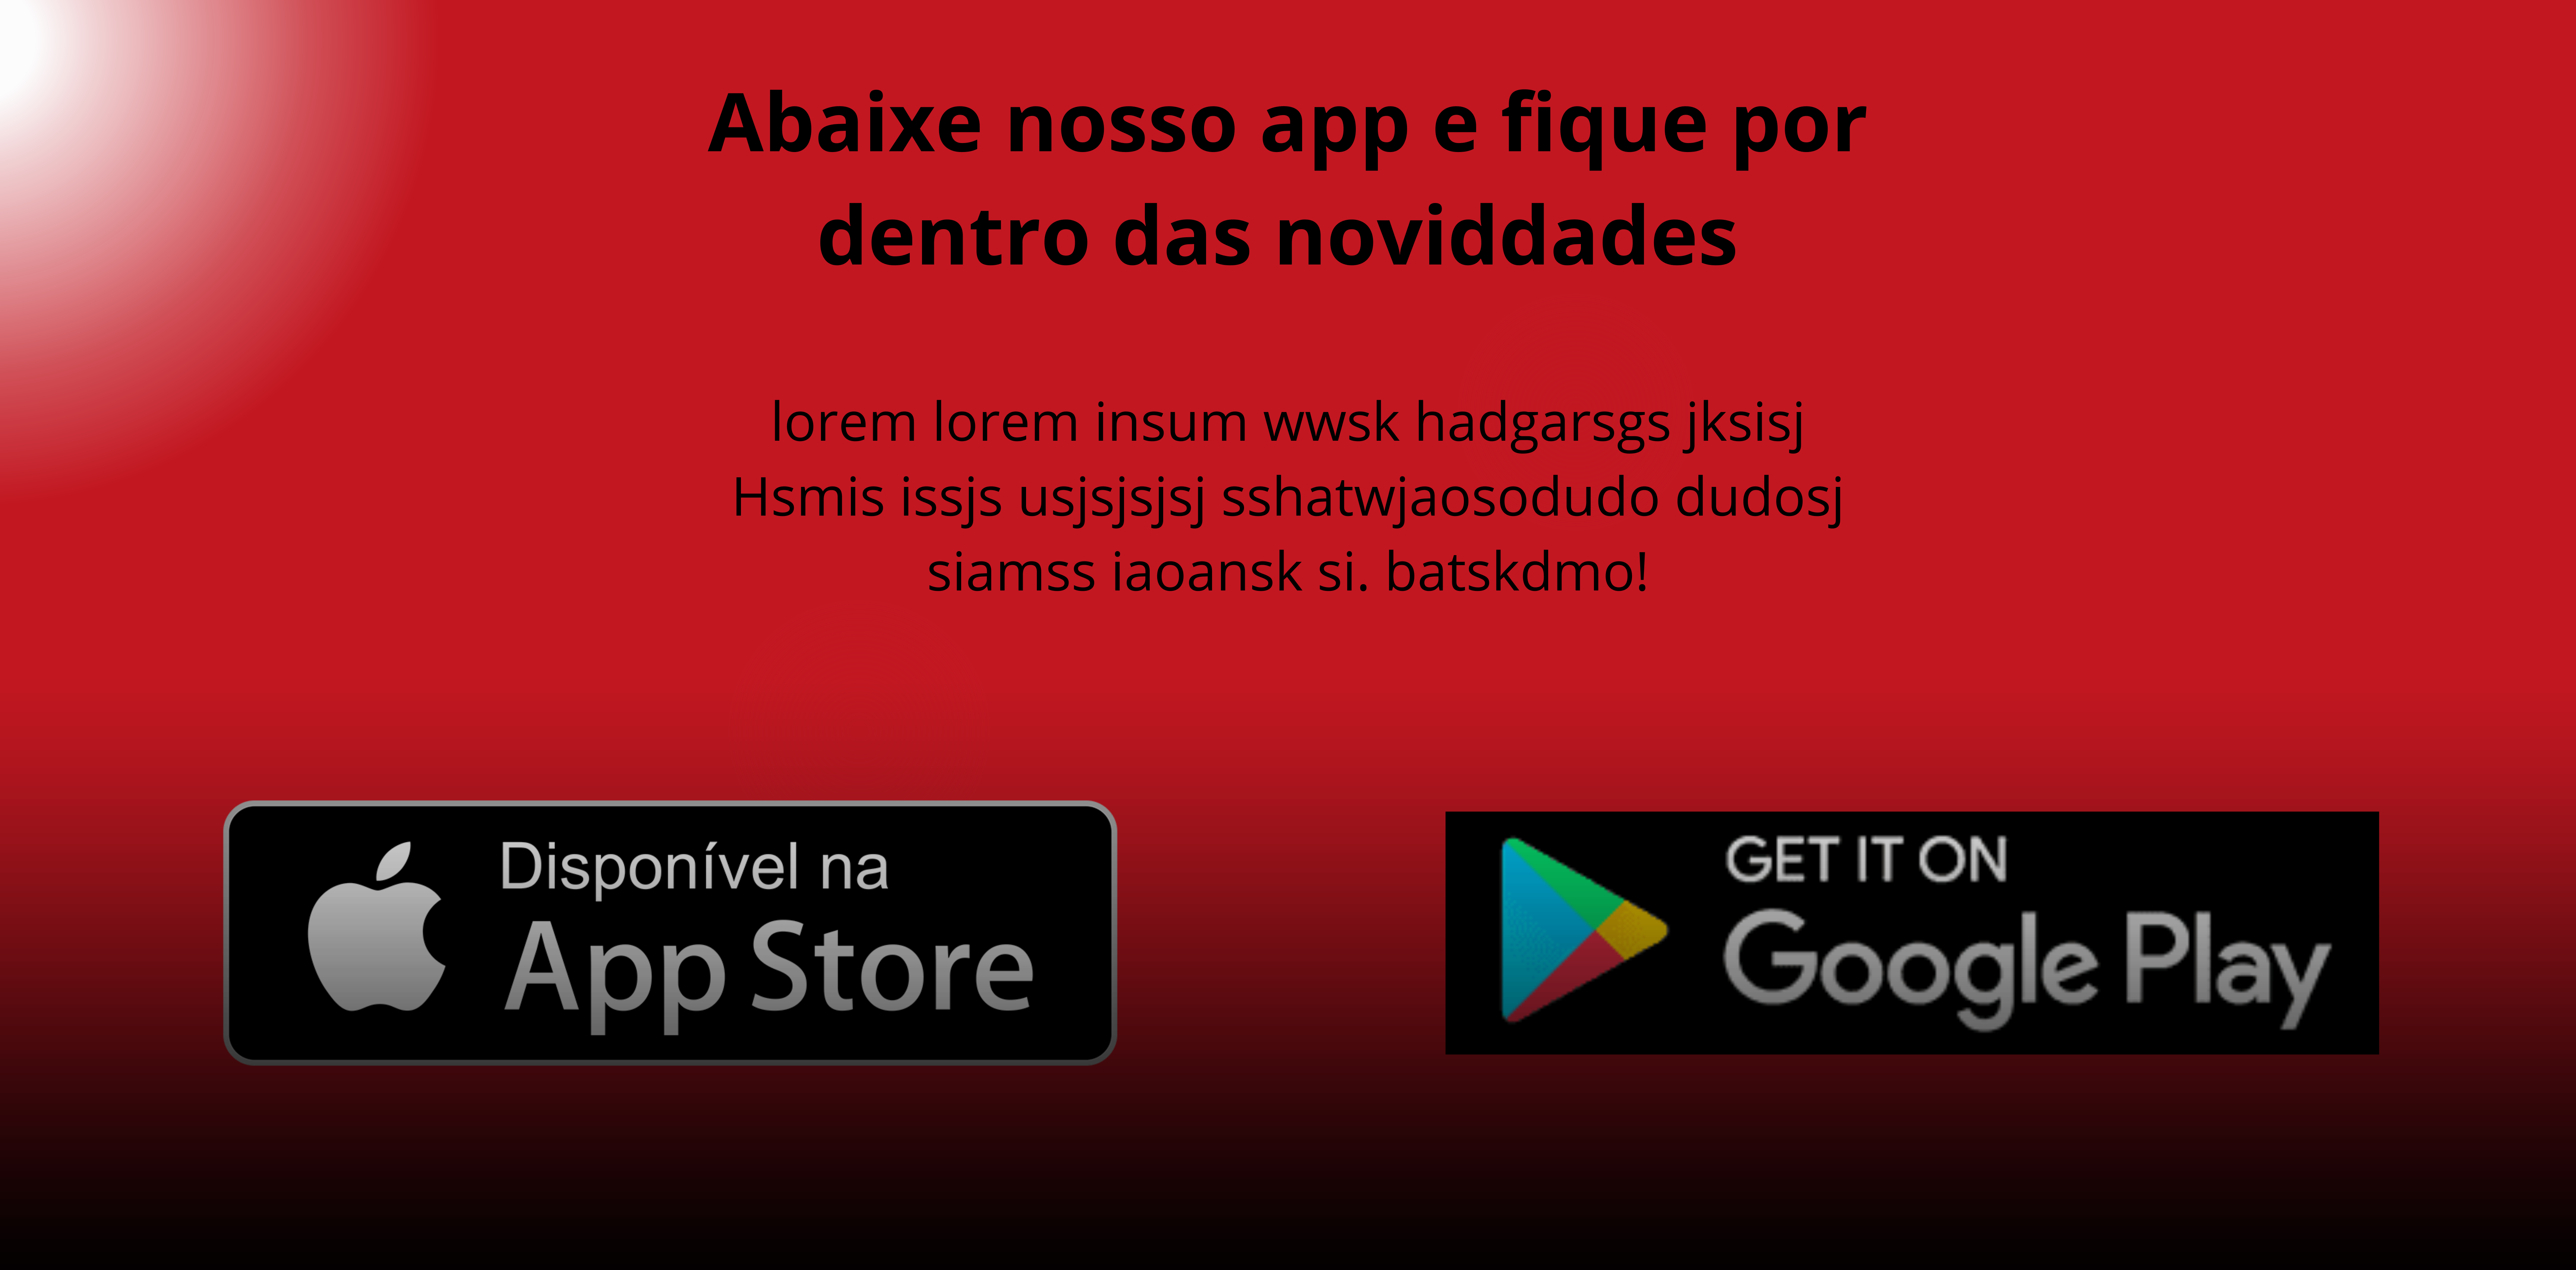 Abaixe nosso app e fique por
dentro das noviddades
lorem lorem insum wwsk hadgarsgs jksisj
Hsmis issjs usjsjsjsj sshatwjaosodudo dudosj
siamss iaoansk si. batskdmo!
Disponível na
App Store
GET IT ON
Google Play